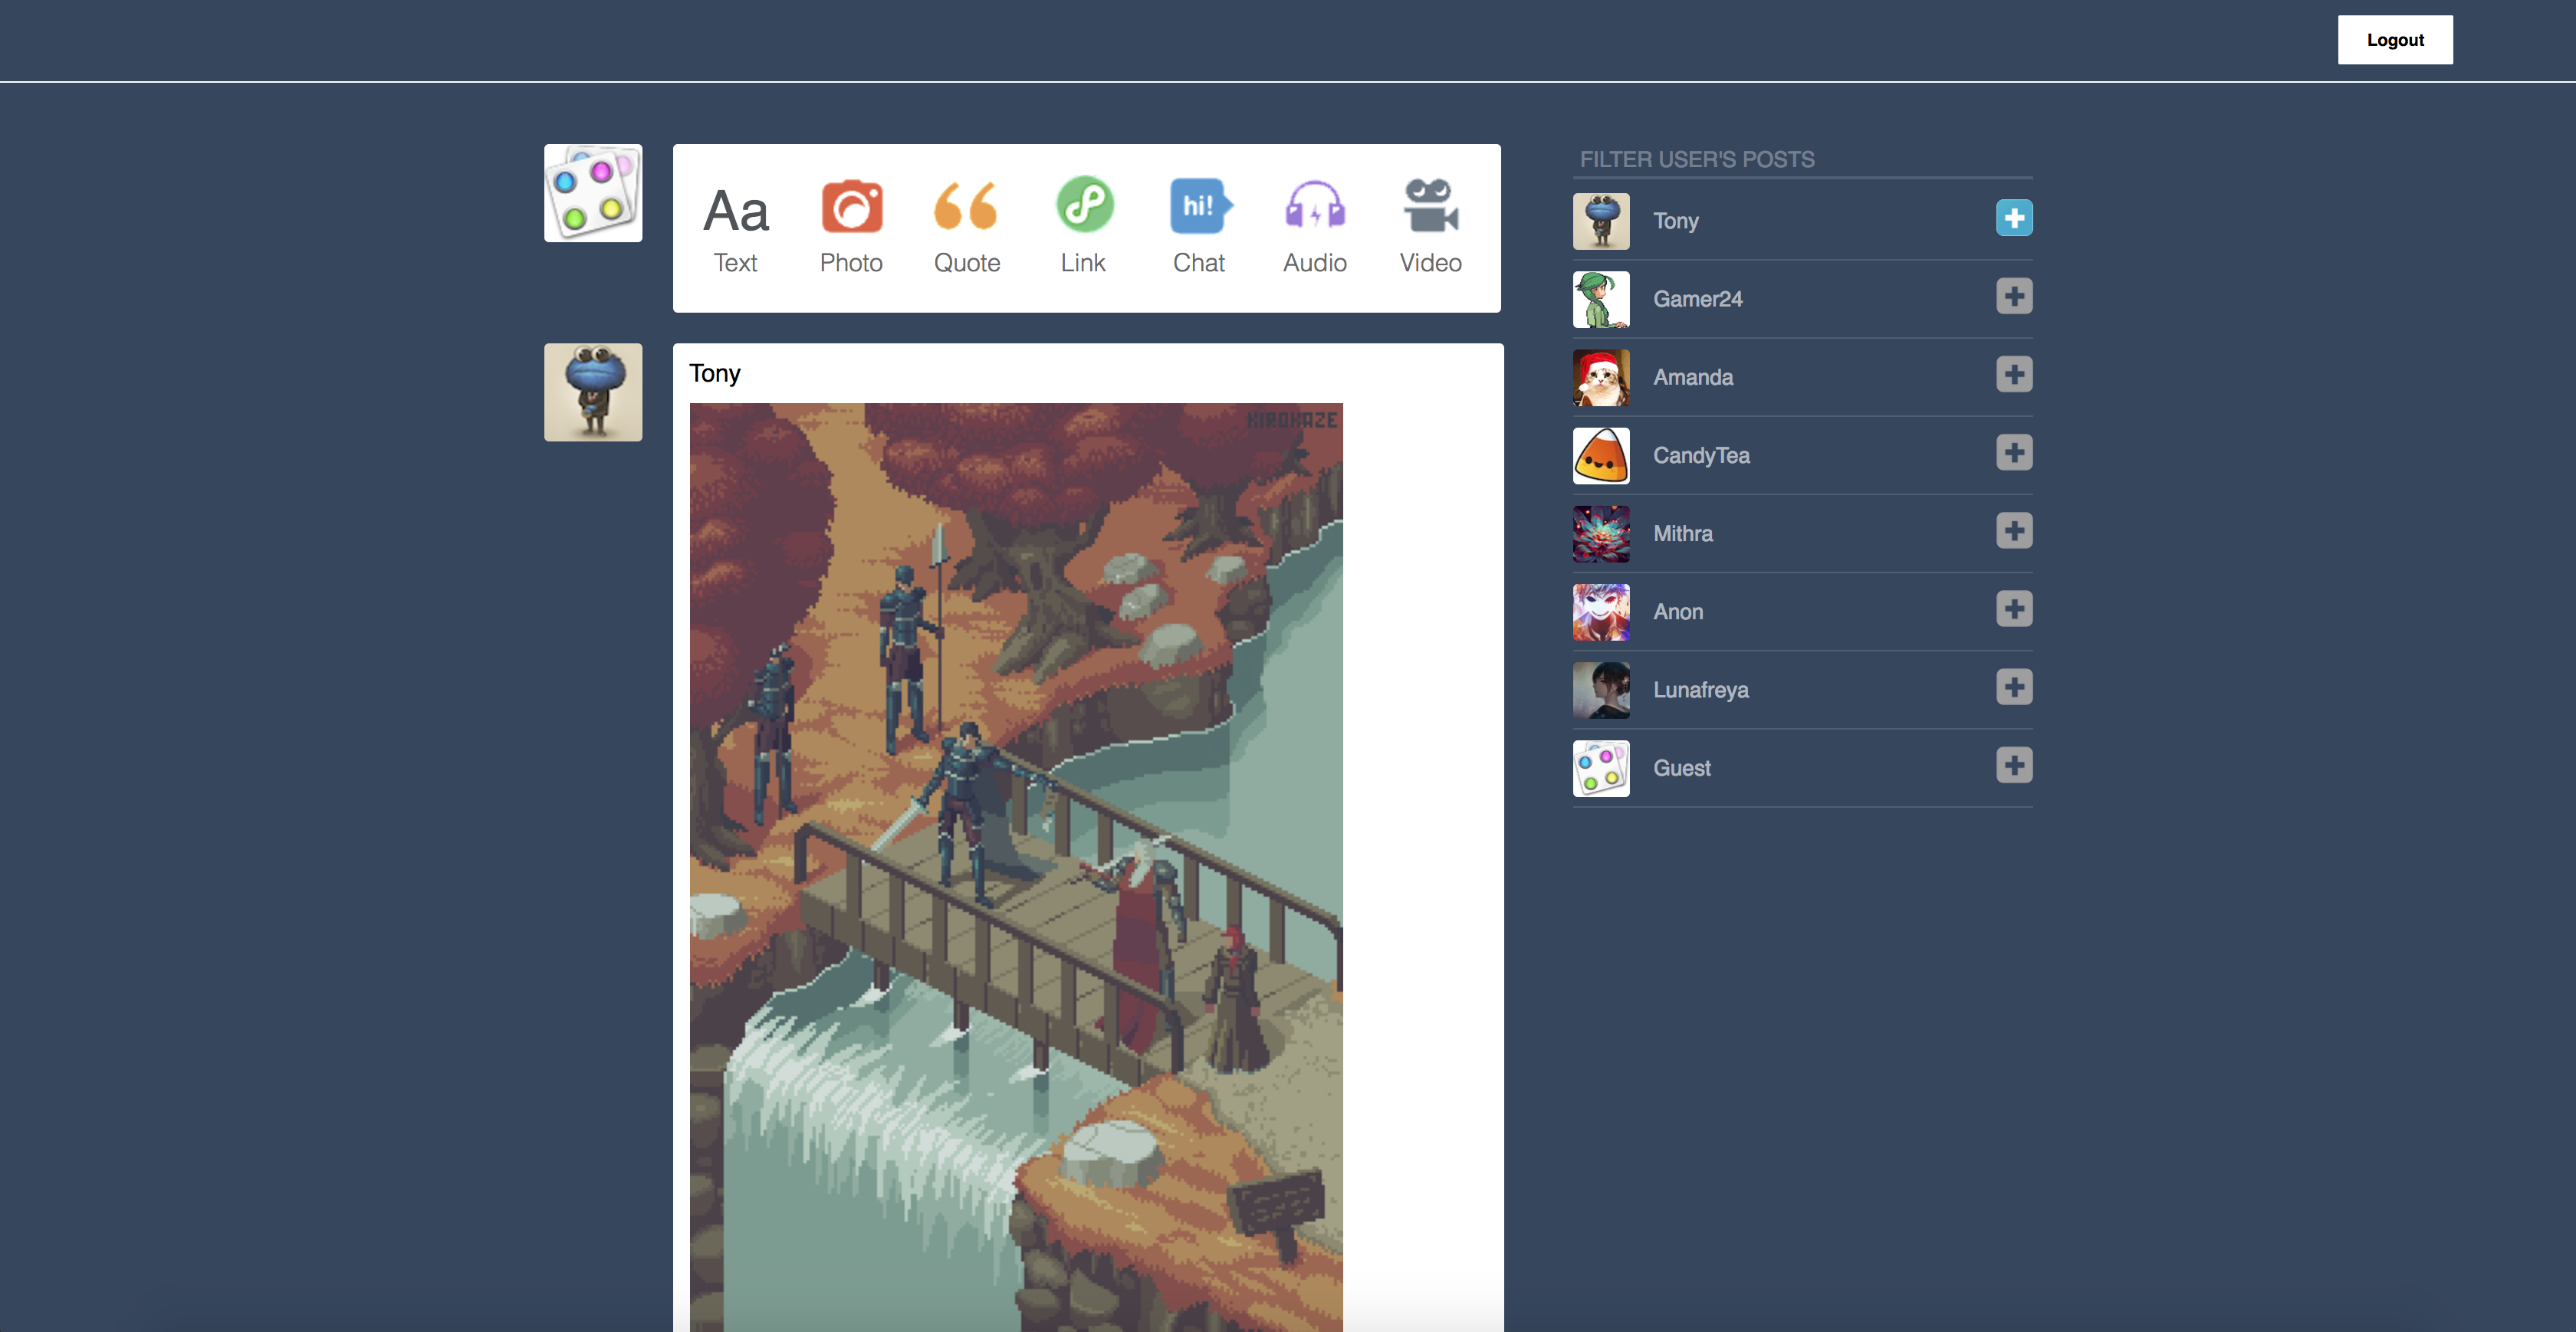 Logout
Aa
hi!
Text
Photo
Quote
Link
Chat
Audio
Video
Tony
KIROKAZE
FILTER USER'S POSTS
Tony
Gamer24
Amanda
CandyTea
Mithra
Anon
Lunafreya
Guest